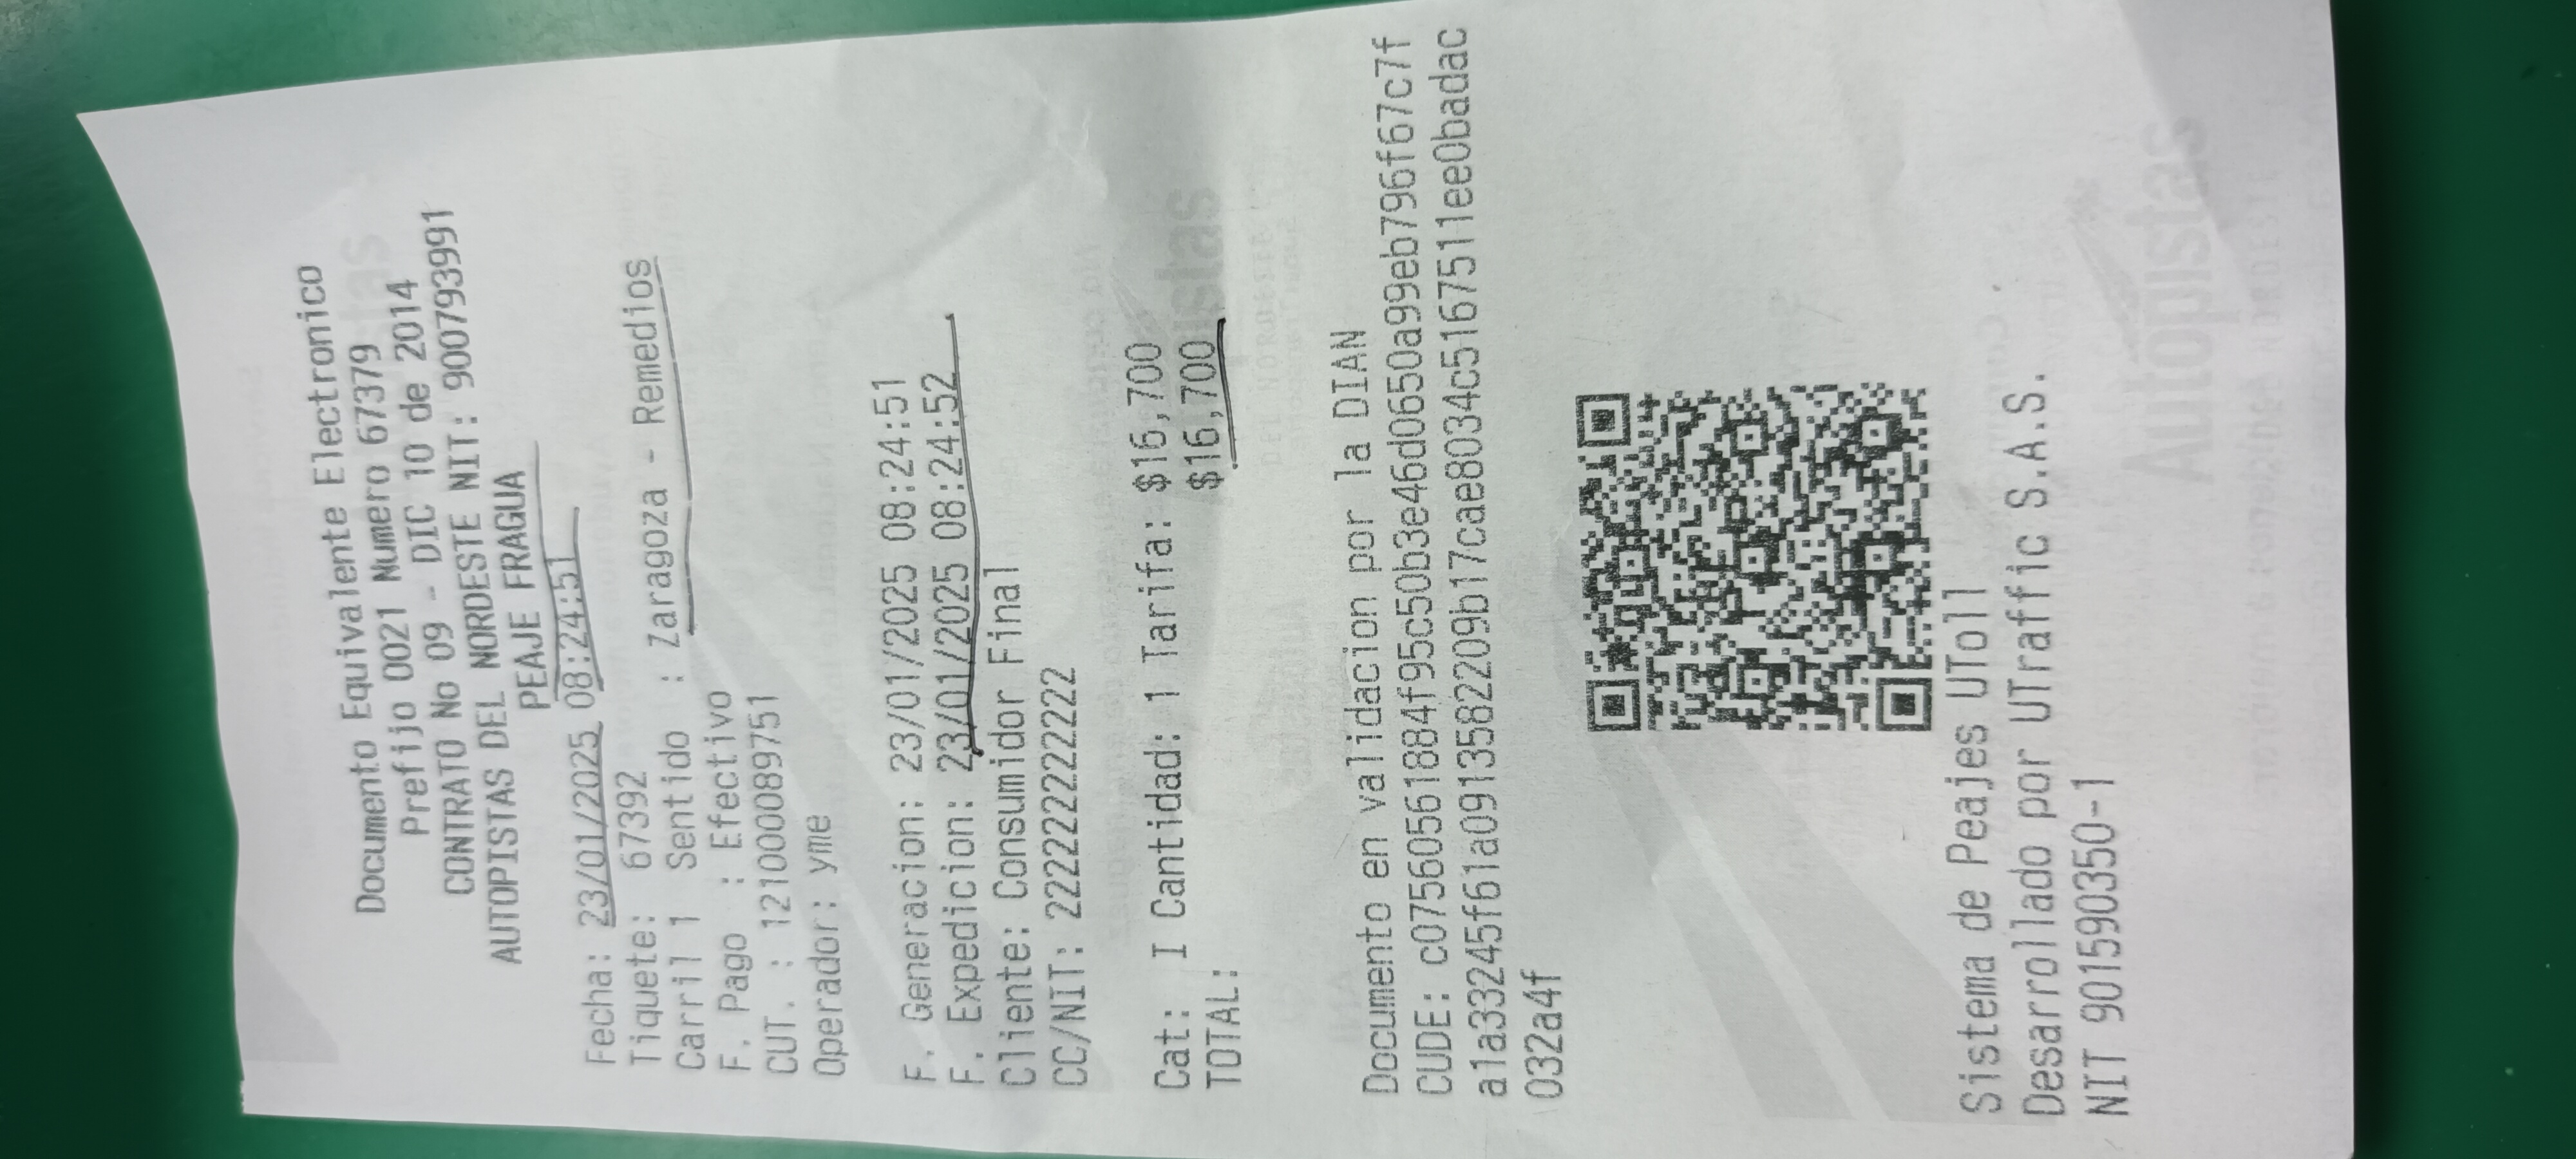 Documento Equivalente Electronico
Prefijo 0021 Numero 67379
CONTRATO No 09 - DIC 10 de 2014
AUTOPISTAS DEL NORDESTE NIT: 9007939991
PEAJE FRAGUA
Fecha: 23/01/2025 08:24:51
Tiquete: 67392
Carril 1 Sentido : Zaragoza - Remedios
F. Pago : Efectivo
CUT. : 1210000089751
Operador: yme
F. Generacion: 23/01/2025 08:24:51
F. Expedicion: 23/01/2025 08:24:52
Cliente: Consumidor Final
CC/NIT: 222222222222
Cat: I Cantidad: 1 Tarifa: $16,700
TOTAL: $16,700
Documento en validacion por la DIAN
CUDE: c07560561884f95c50b3e46d0650a99eb796f67c7f
a1a33245f61a0913582209b17cae8034c5167511ee0badac
032a4f
Sistema de Peajes UToll
Desarrollado por UTraffic S.A.S.
NIT 901590350-1